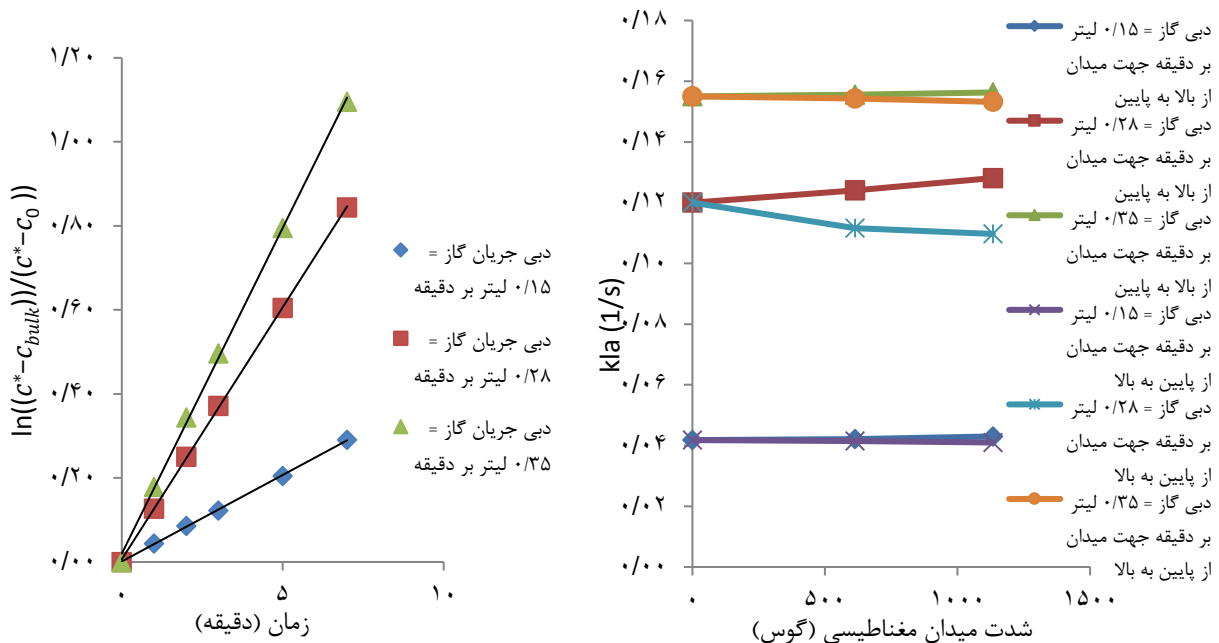 ۱/۲۰
۱/۰۰
۰/۸۰
۰/۶۰
۰/۴۰
۰/۲۰
۰/۰۰
ln((c*−c_bulk))/(c*−c_0 ))
۰ ۵ ۱۰
زمان (دقیقه)
دبی جریان گاز =
۰/۱۵ لیتر بر دقیقه
دبی جریان گاز =
۰/۲۸ لیتر بر دقیقه
دبی جریان گاز =
۰/۳۵ لیتر بر دقیقه
۰/۱۸
۰/۱۶
۰/۱۴
۰/۱۲
۰/۱۰
۰/۰۸
۰/۰۶
۰/۰۴
۰/۰۲
۰/۰۰
kla (1/s)
۰ ۵۰۰ ۱۰۰۰ ۱۵۰۰
شدت میدان مغناطیسی (گوس)
دبی گاز = ۰/۱۵ لیتر
بر دقیقه جهت میدان
از بالا به پایین
دبی گاز = ۰/۲۸ لیتر
بر دقیقه جهت میدان
از بالا به پایین
دبی گاز = ۰/۳۵ لیتر
بر دقیقه جهت میدان
از بالا به پایین
دبی گاز = ۰/۱۵ لیتر
بر دقیقه جهت میدان
از پایین به بالا
دبی گاز = ۰/۲۸ لیتر
بر دقیقه جهت میدان
از پایین به بالا
دبی گاز = ۰/۳۵ لیتر
بر دقیقه جهت میدان
از پایین به بالا